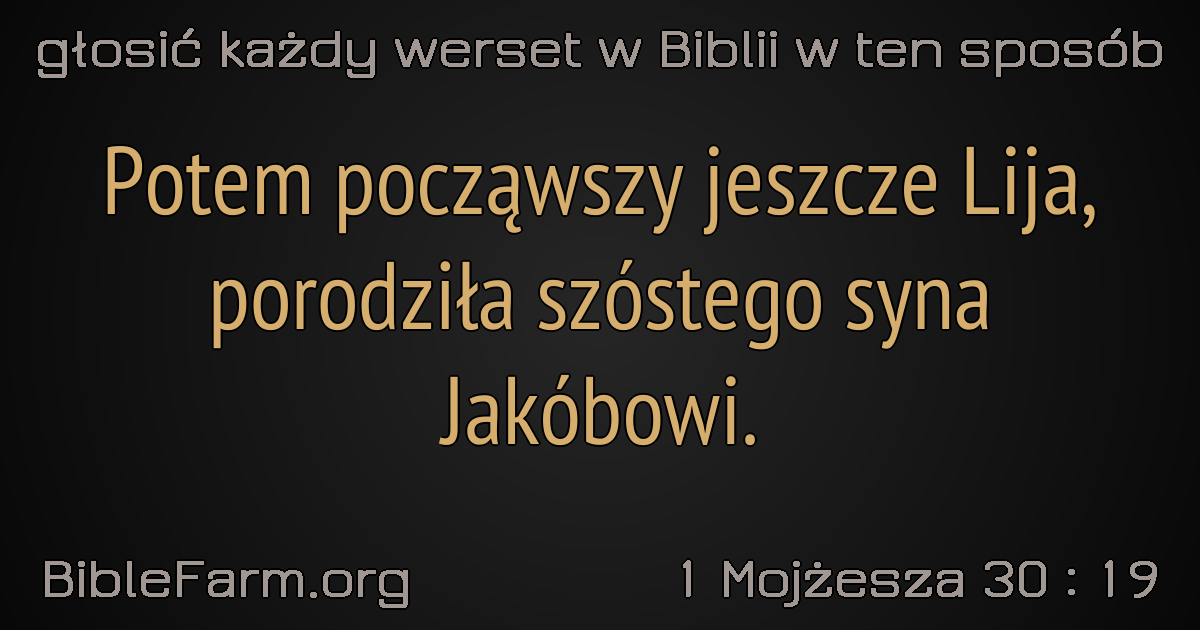 głosić każdy werset w Biblii w ten sposób
Potem począwszy jeszcze Lija,
porodziła szóstego syna
Jakóbowi.
BibleFarm.org
1 Mojżesza 30 : 19